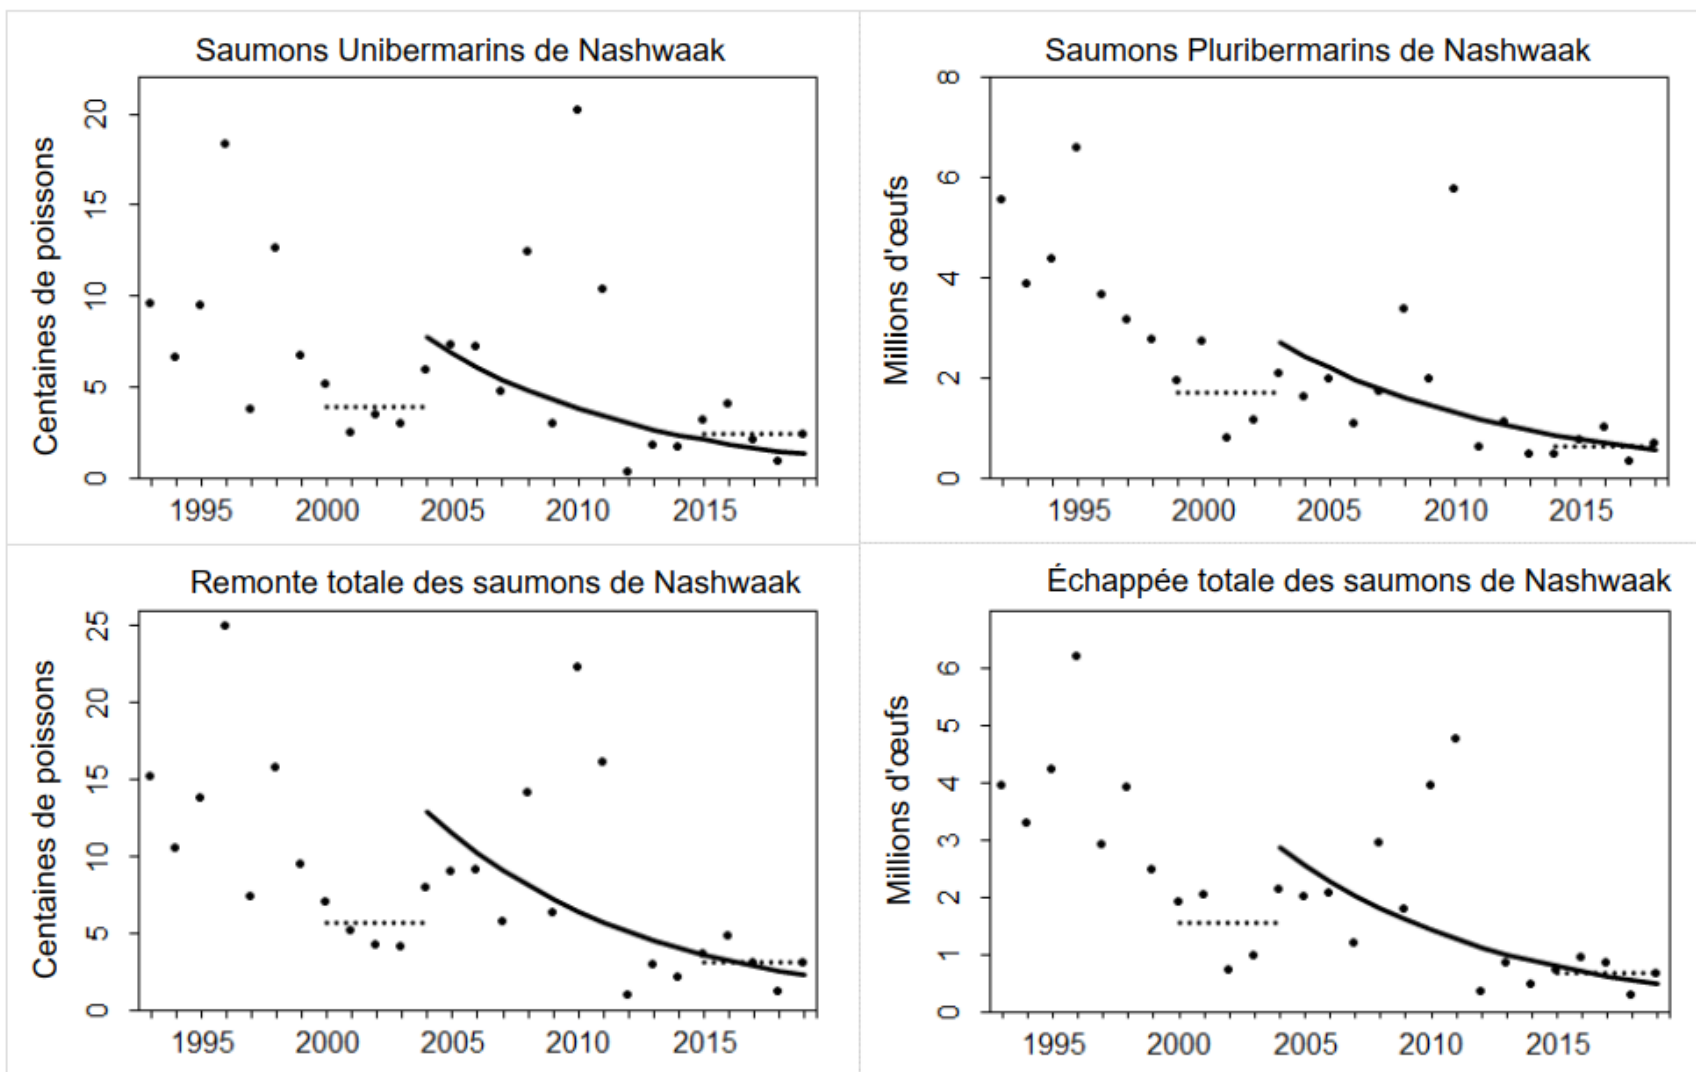 Saumons Unibermarins de Nashwaak
Centaines de poissons
20
15
10
5
0
1995 2000 2005 2010 2015
Saumons Pluribermarins de Nashwaak
Millions d'œufs
8
6
4
2
0
1995 2000 2005 2010 2015
Remonte totale des saumons de Nashwaak
Centaines de poissons
25
20
15
10
5
0
1995 2000 2005 2010 2015
Échappée totale des saumons de Nashwaak
Millions d'œufs
6
5
4
3
2
1
0
1995 2000 2005 2010 2015